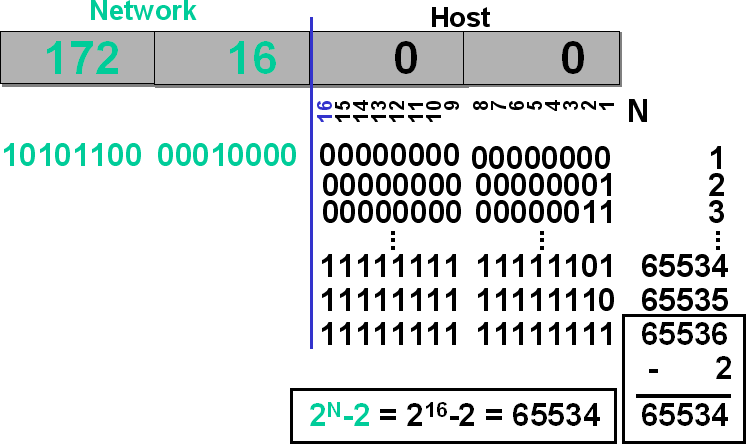 Network Host
172 16 0 0
16 15 14 13 12 11 10 9 8 7 6 5 4 3 2 1 N
10101100 00010000 00000000 00000000 1
00000000 00000001 2
00000000 00000011 3
⋮ ⋮ ⋮
11111111 11111101 65534
11111111 11111110 65535
11111111 11111111 65536
- 2
2ᴺ-2 = 2¹⁶-2 = 65534 65534